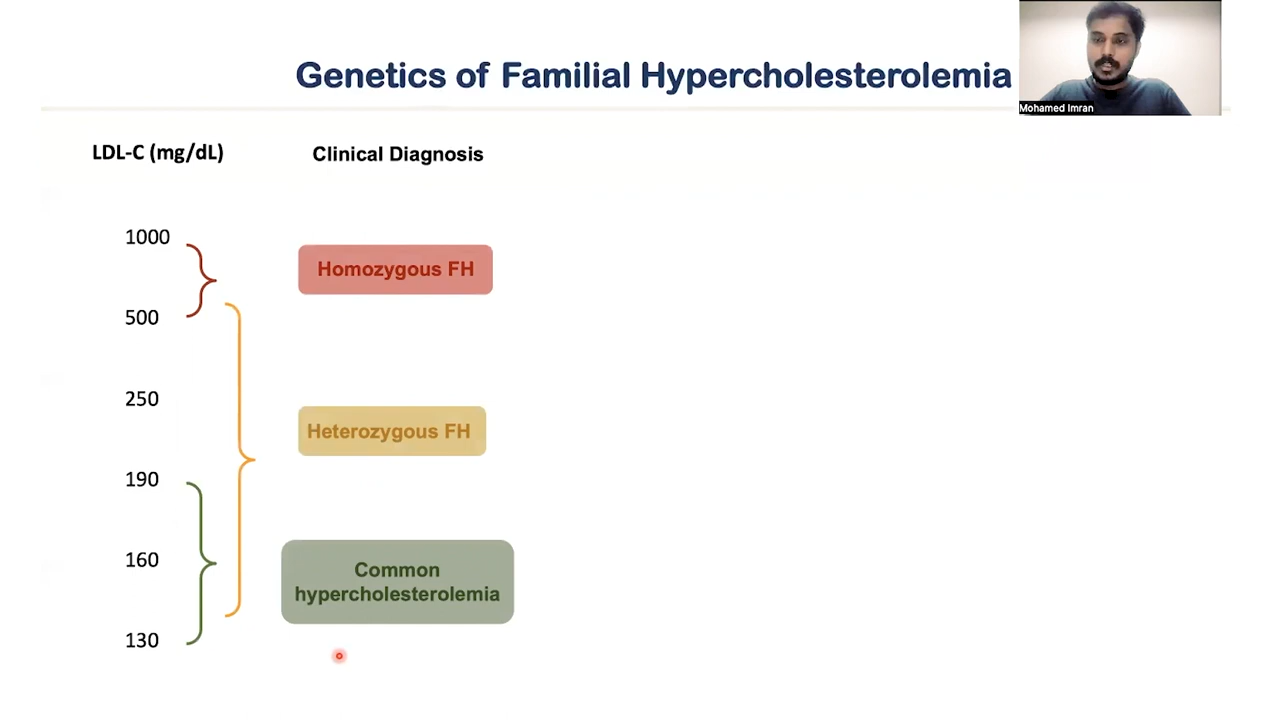 Genetics of Familial Hypercholesterolemia
Mohamed Imran
LDL-C (mg/dL)
Clinical Diagnosis
1000
Homozygous FH
500
250
Heterozygous FH
190
160
Common
hypercholesterolemia
130